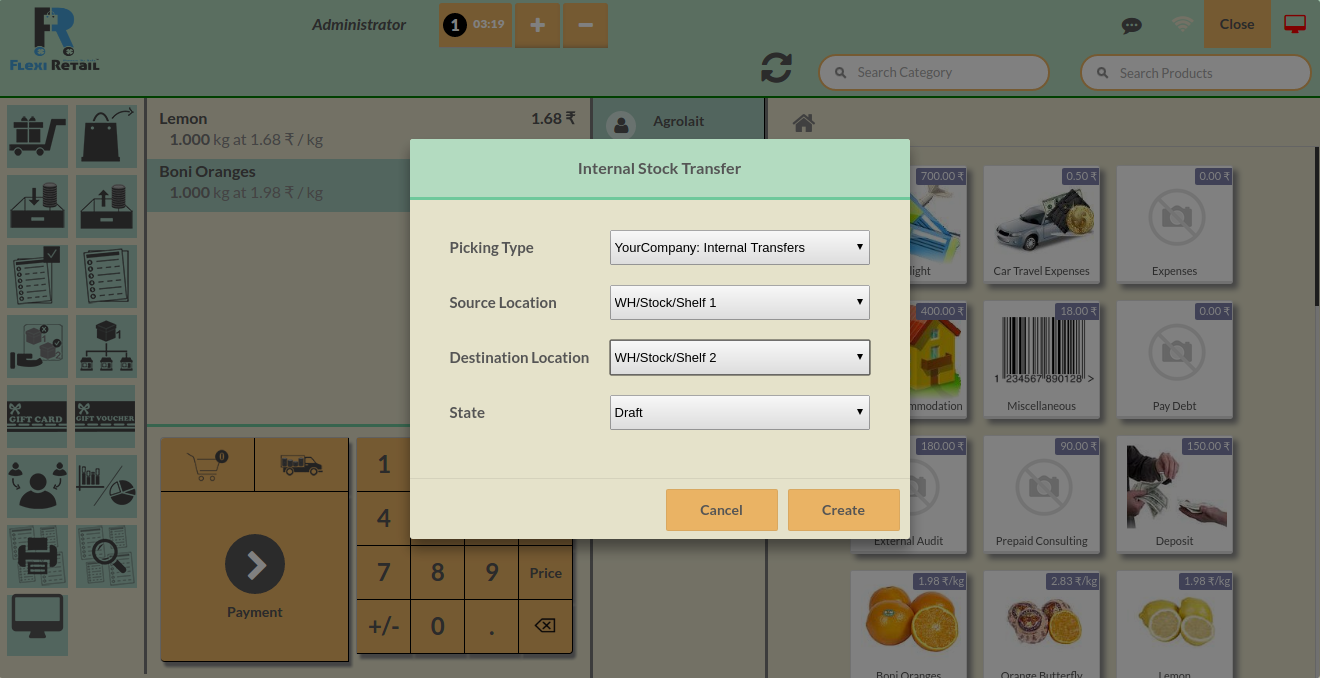 FLEXI RETAIL
Administrator
1 03:19
+
−
Close
Search Category
Search Products
Lemon 1.68 ₹
1.000 kg at 1.68 ₹ / kg
Boni Oranges
1.000 kg at 1.98 ₹ / kg
Agrolait
Internal Stock Transfer
Picking Type YourCompany: Internal Transfers
Source Location WH/Stock/Shelf 1
Destination Location WH/Stock/Shelf 2
State Draft
Cancel Create
GIFT CARD
GIFT VOUCHER
1
0
Payment
1
4
7 8 9 Price
+/- 0 .
700.00 ₹
light
0.50 ₹
Car Travel Expenses
0.00 ₹
Expenses
400.00 ₹
mmodation
18.00 ₹
1 234567 890128 >
Miscellaneous
0.00 ₹
Pay Debt
180.00 ₹
External Audit
90.00 ₹
Prepaid Consulting
150.00 ₹
Deposit
1.98 ₹/kg
Boni Oranges
2.83 ₹/kg
Orange Butterfly
1.98 ₹/kg
Lemon